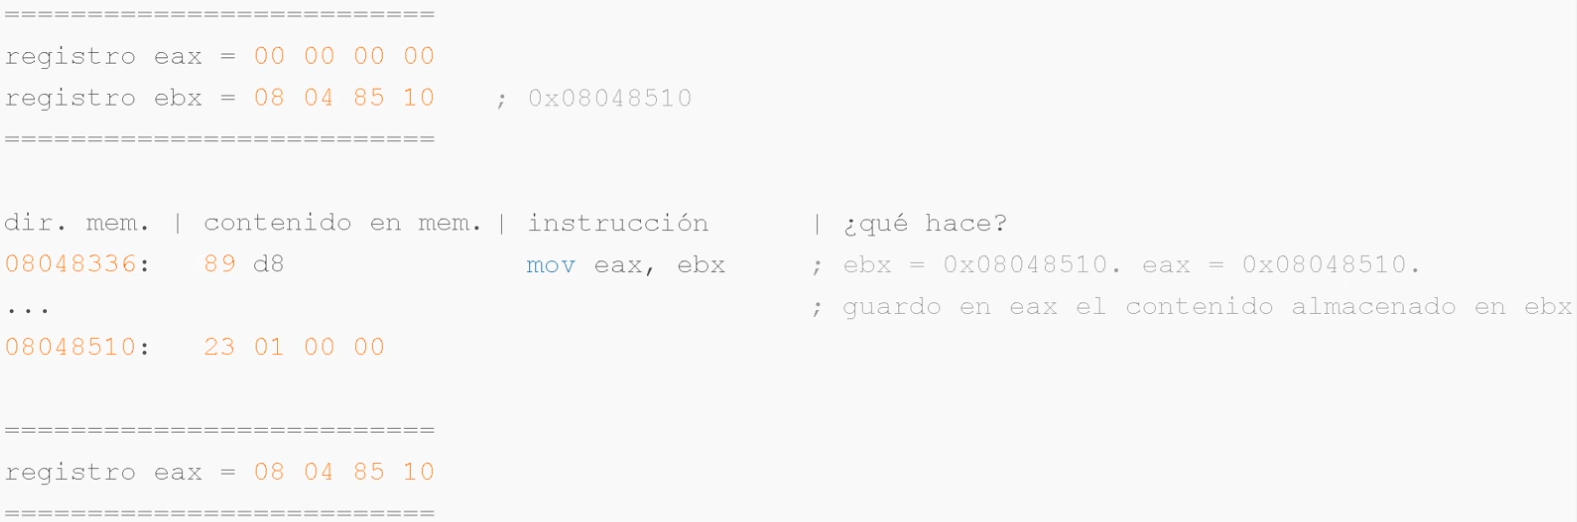 ==========================
registro eax = 00 00 00 00
registro ebx = 08 04 85 10    ; 0x08048510
==========================
dir. mem. | contenido en mem. | instrucción      | ¿qué hace?
08048336:   89 d8               mov eax, ebx     ; ebx = 0x08048510. eax = 0x08048510.
...                                              ; guardo en eax el contenido almacenado en ebx
08048510:   23 01 00 00
==========================
registro eax = 08 04 85 10
==========================